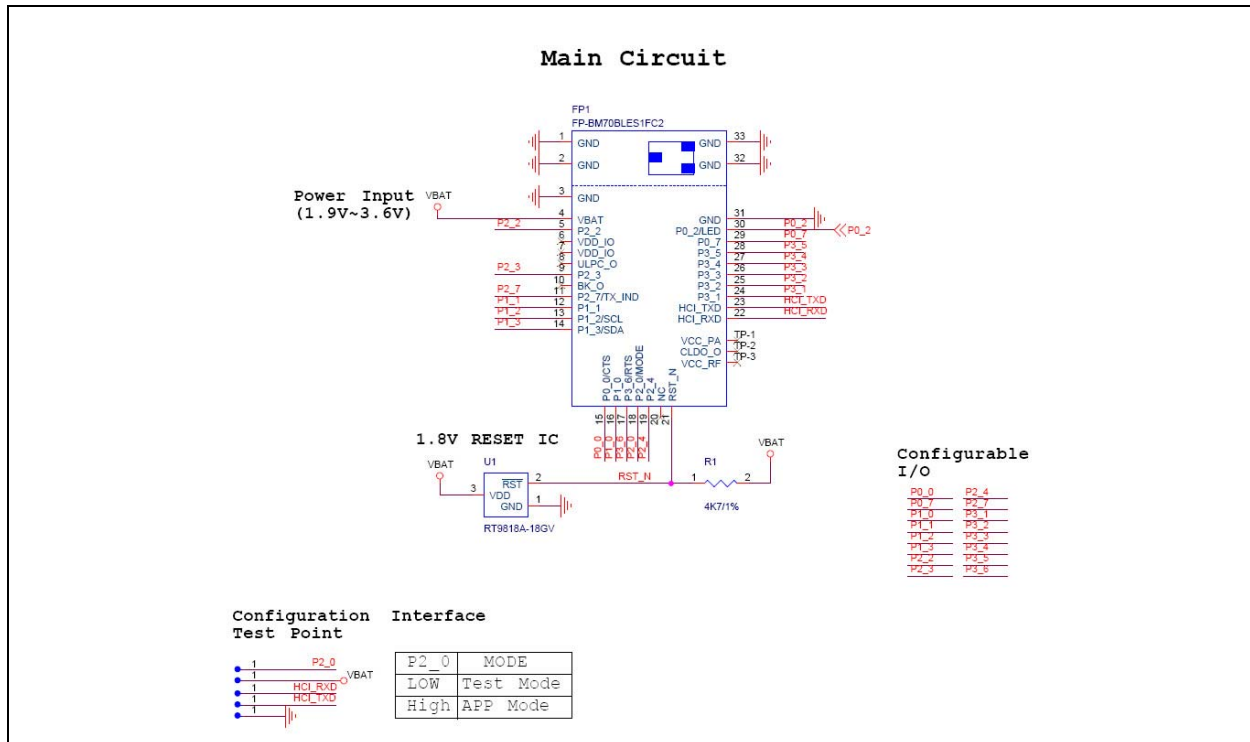 Main Circuit
FP1
FP-BM70BLES1FC2
1 GND GND 33
2 GND GND 32
3 GND
Power Input VBAT
(1.9V~3.6V)
4 VBAT GND 31
P2_2 5 P2_2 P0_2/LED 30 P0_2 P0_2
6 VDD_IO P0_7 29 P0_7
7 VDD_IO P3_5 28 P3_5
8 ULPC_O P3_4 27 P3_4
P2_3 9 P2_3 P3_3 26 P3_3
10 BK_O P3_2 25 P3_2
P2_7 11 P2_7/TX_IND P3_1 24 P3_1
P1_1 12 P1_1 HCI_TXD 23 HCI_TXD
P1_2 13 P1_2/SCL HCI_RXD 22 HCI_RXD
P1_3 14 P1_3/SDA
VCC_PA TP-1
CLDO_O TP-2
VCC_RF TP-3
P0_0/CTS
P1_0
P3_6/RTS
P2_0/MODE
P2_4
NC
RST_N
15 16 17 18 19 20 21
P0_0
P1_0
P3_6
P2_0
P2_4
1.8V RESET IC
VBAT U1 R1 VBAT
3 VDD RST 2 RST_N 1 2
GND 1
RT9818A-18GV
4K7/1%
Configurable
I/O
P0_0 P2_4
P0_7 P2_7
P1_0 P3_1
P1_1 P3_2
P1_2 P3_3
P1_3 P3_4
P2_2 P3_5
P2_3 P3_6
Configuration Interface
Test Point
1 P2_0
1 VBAT
1 HCI_RXD
1 HCI_TXD
1
P2_0 MODE
LOW Test Mode
High APP Mode